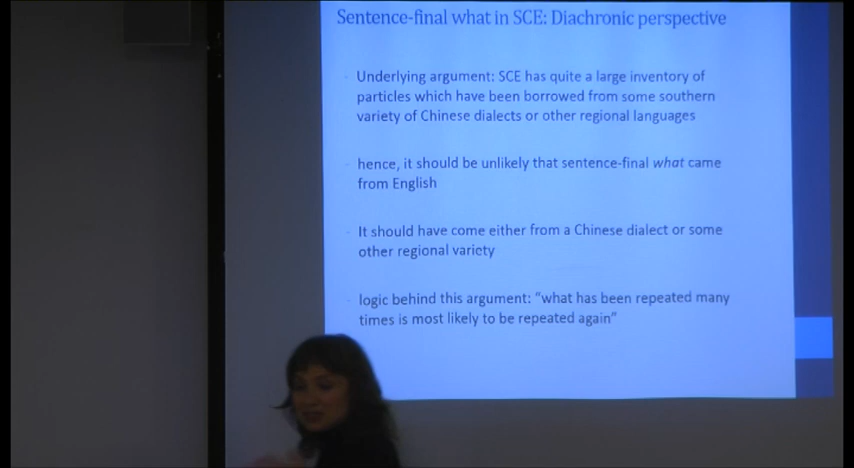 Sentence-final what in SCE: Diachronic perspective
Underlying argument: SCE has quite a large inventory of
particles which have been borrowed from some southern
variety of Chinese dialects or other regional languages
hence, it should be unlikely that sentence-final what came
from English
It should have come either from a Chinese dialect or some
other regional variety
logic behind this argument: “what has been repeated many
times is most likely to be repeated again”